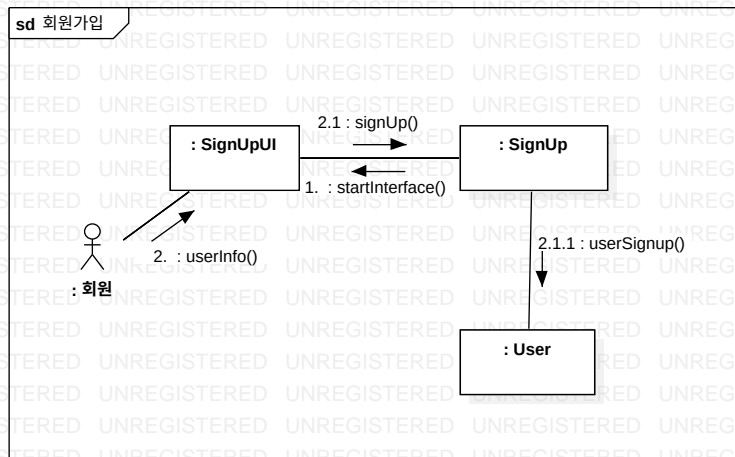 sd 회원가입
2.1 : signUp()
: SignUpUI
: SignUp
1. : startInterface()
2. : userInfo()
2.1.1 : userSignup()
: 회원
: User
UNREGISTERED